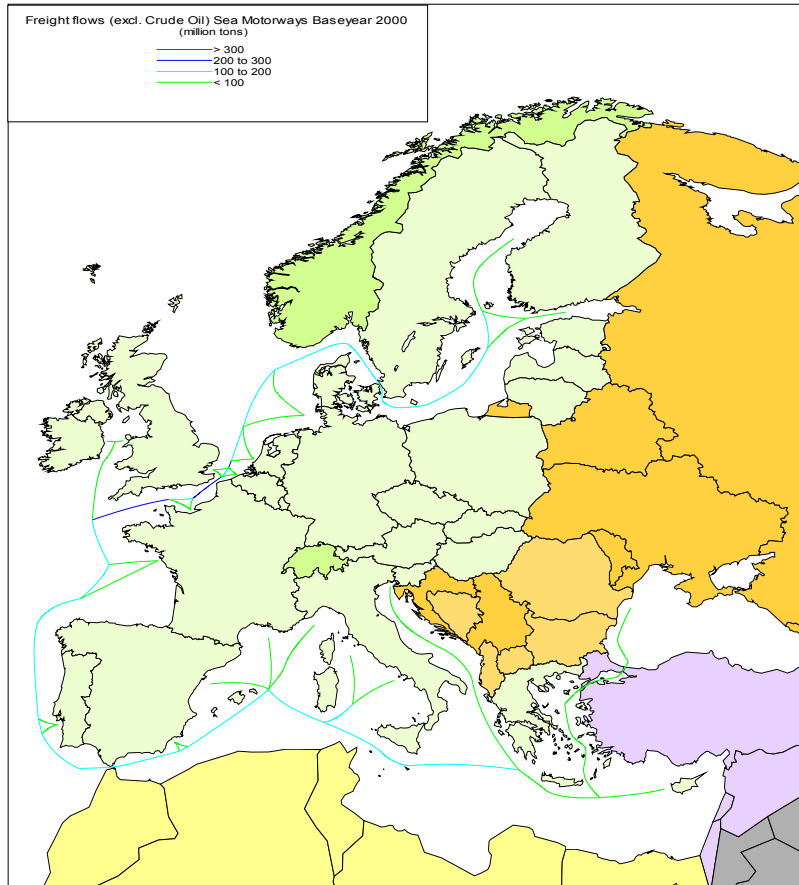 Freight flows (excl. Crude Oil) Sea Motorways Baseyear 2000
(million tons)
> 300
200 to 300
100 to 200
< 100